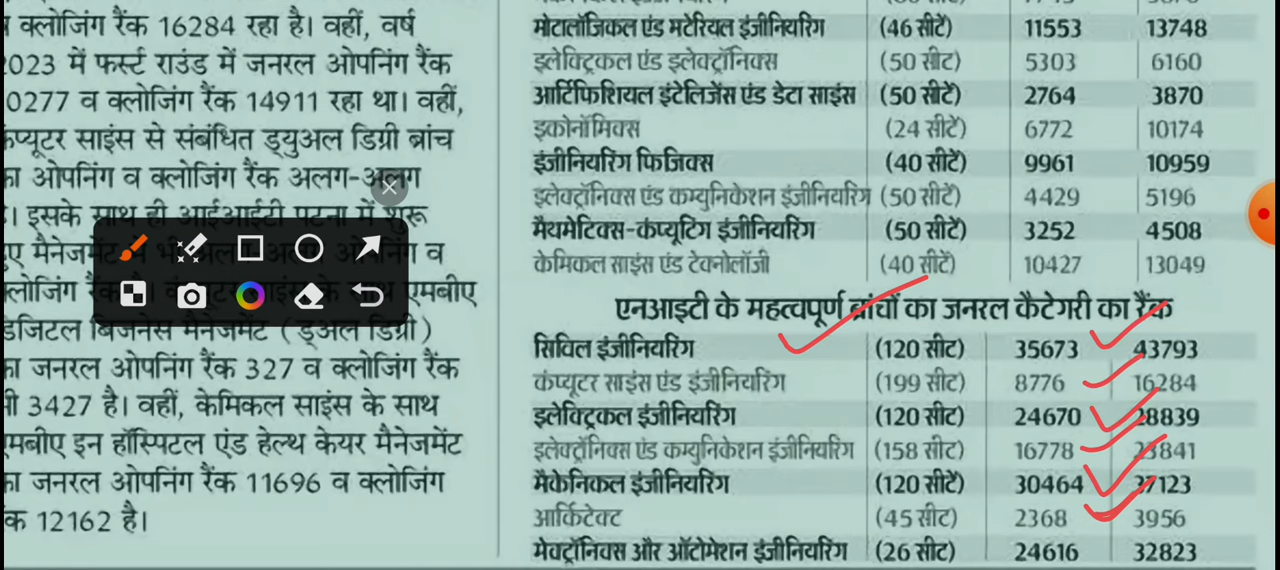 क्लोजिंग रैंक 16284 रहा है। वहीं, वर्ष
2023 में फर्स्ट राउंड में जनरल ओपनिंग रैंक
0277 व क्लोजिंग रैंक 14911 रहा था। वहीं,
कंप्यूटर साइंस से संबंधित ड्युअल डिग्री ब्रांच
का ओपनिंग व क्लोजिंग रैंक अलग-अलग
। इसके साथ ही आईआईटी पटना में शुरू
हुए
व
क्लोजिंग एमबीए
डिजिटल बिजनेस मैनेजमेंट (ड्अल डिग्री)
का जनरल ओपनिंग रैंक 327 व क्लोजिंग रैंक
भी 3427 है। वहीं, केमिकल साइंस के साथ
एमबीए इन हॉस्पिटल एंड हेल्थ केयर मैनेजमेंट
का जनरल ओपनिंग रैंक 11696 व क्लोजिंग
रैंक 12162 है।
मोटालॉजिकल एंड मटेरियल इंजीनियरिंग (46 सीटें) 11553 13748
इलेक्ट्रिकल एंड इलेक्ट्रॉनिक्स (50 सीट) 5303 6160
आर्टिफिशियल इंटेलिजेंस एंड डेटा साइंस (50 सीटें) 2764 3870
इकोनॉमिक्स (24 सीटें) 6772 10174
इंजीनियरिंग फिजिक्स (40 सीटें) 9961 10959
इलेक्ट्रॉनिक्स एंड कम्युनिकेशन इंजीनियरिंग (50 सीटें) 4429 5196
मैथमेटिक्स-कंप्यूटिंग इंजीनियरिंग (50 सीटें) 3252 4508
केमिकल साइंस एंड टेक्नोलॉजी (40 सीटें) 10427 13049
एनआइटी के महत्वपूर्ण ब्रांचों का जनरल कैटेगरी का रैंक
सिविल इंजीनियरिंग (120 सीट) 35673 43793
कंप्यूटर साइंस एंड इंजीनियरिंग (199 सीट) 8776 16284
इलेक्ट्रिकल इंजीनियरिंग (120 सीट) 24670 28839
इलेक्ट्रॉनिक्स एंड कम्युनिकेशन इंजीनियरिंग (158 सीट) 16778 23841
मैकेनिकल इंजीनियरिंग (120 सीट) 30464 37123
आर्किटेक्ट (45 सीट) 2368 3956
मेक्ट्रॉनिक्स और ऑटोमेशन इंजीनियरिंग (26 सीट) 24616 32823